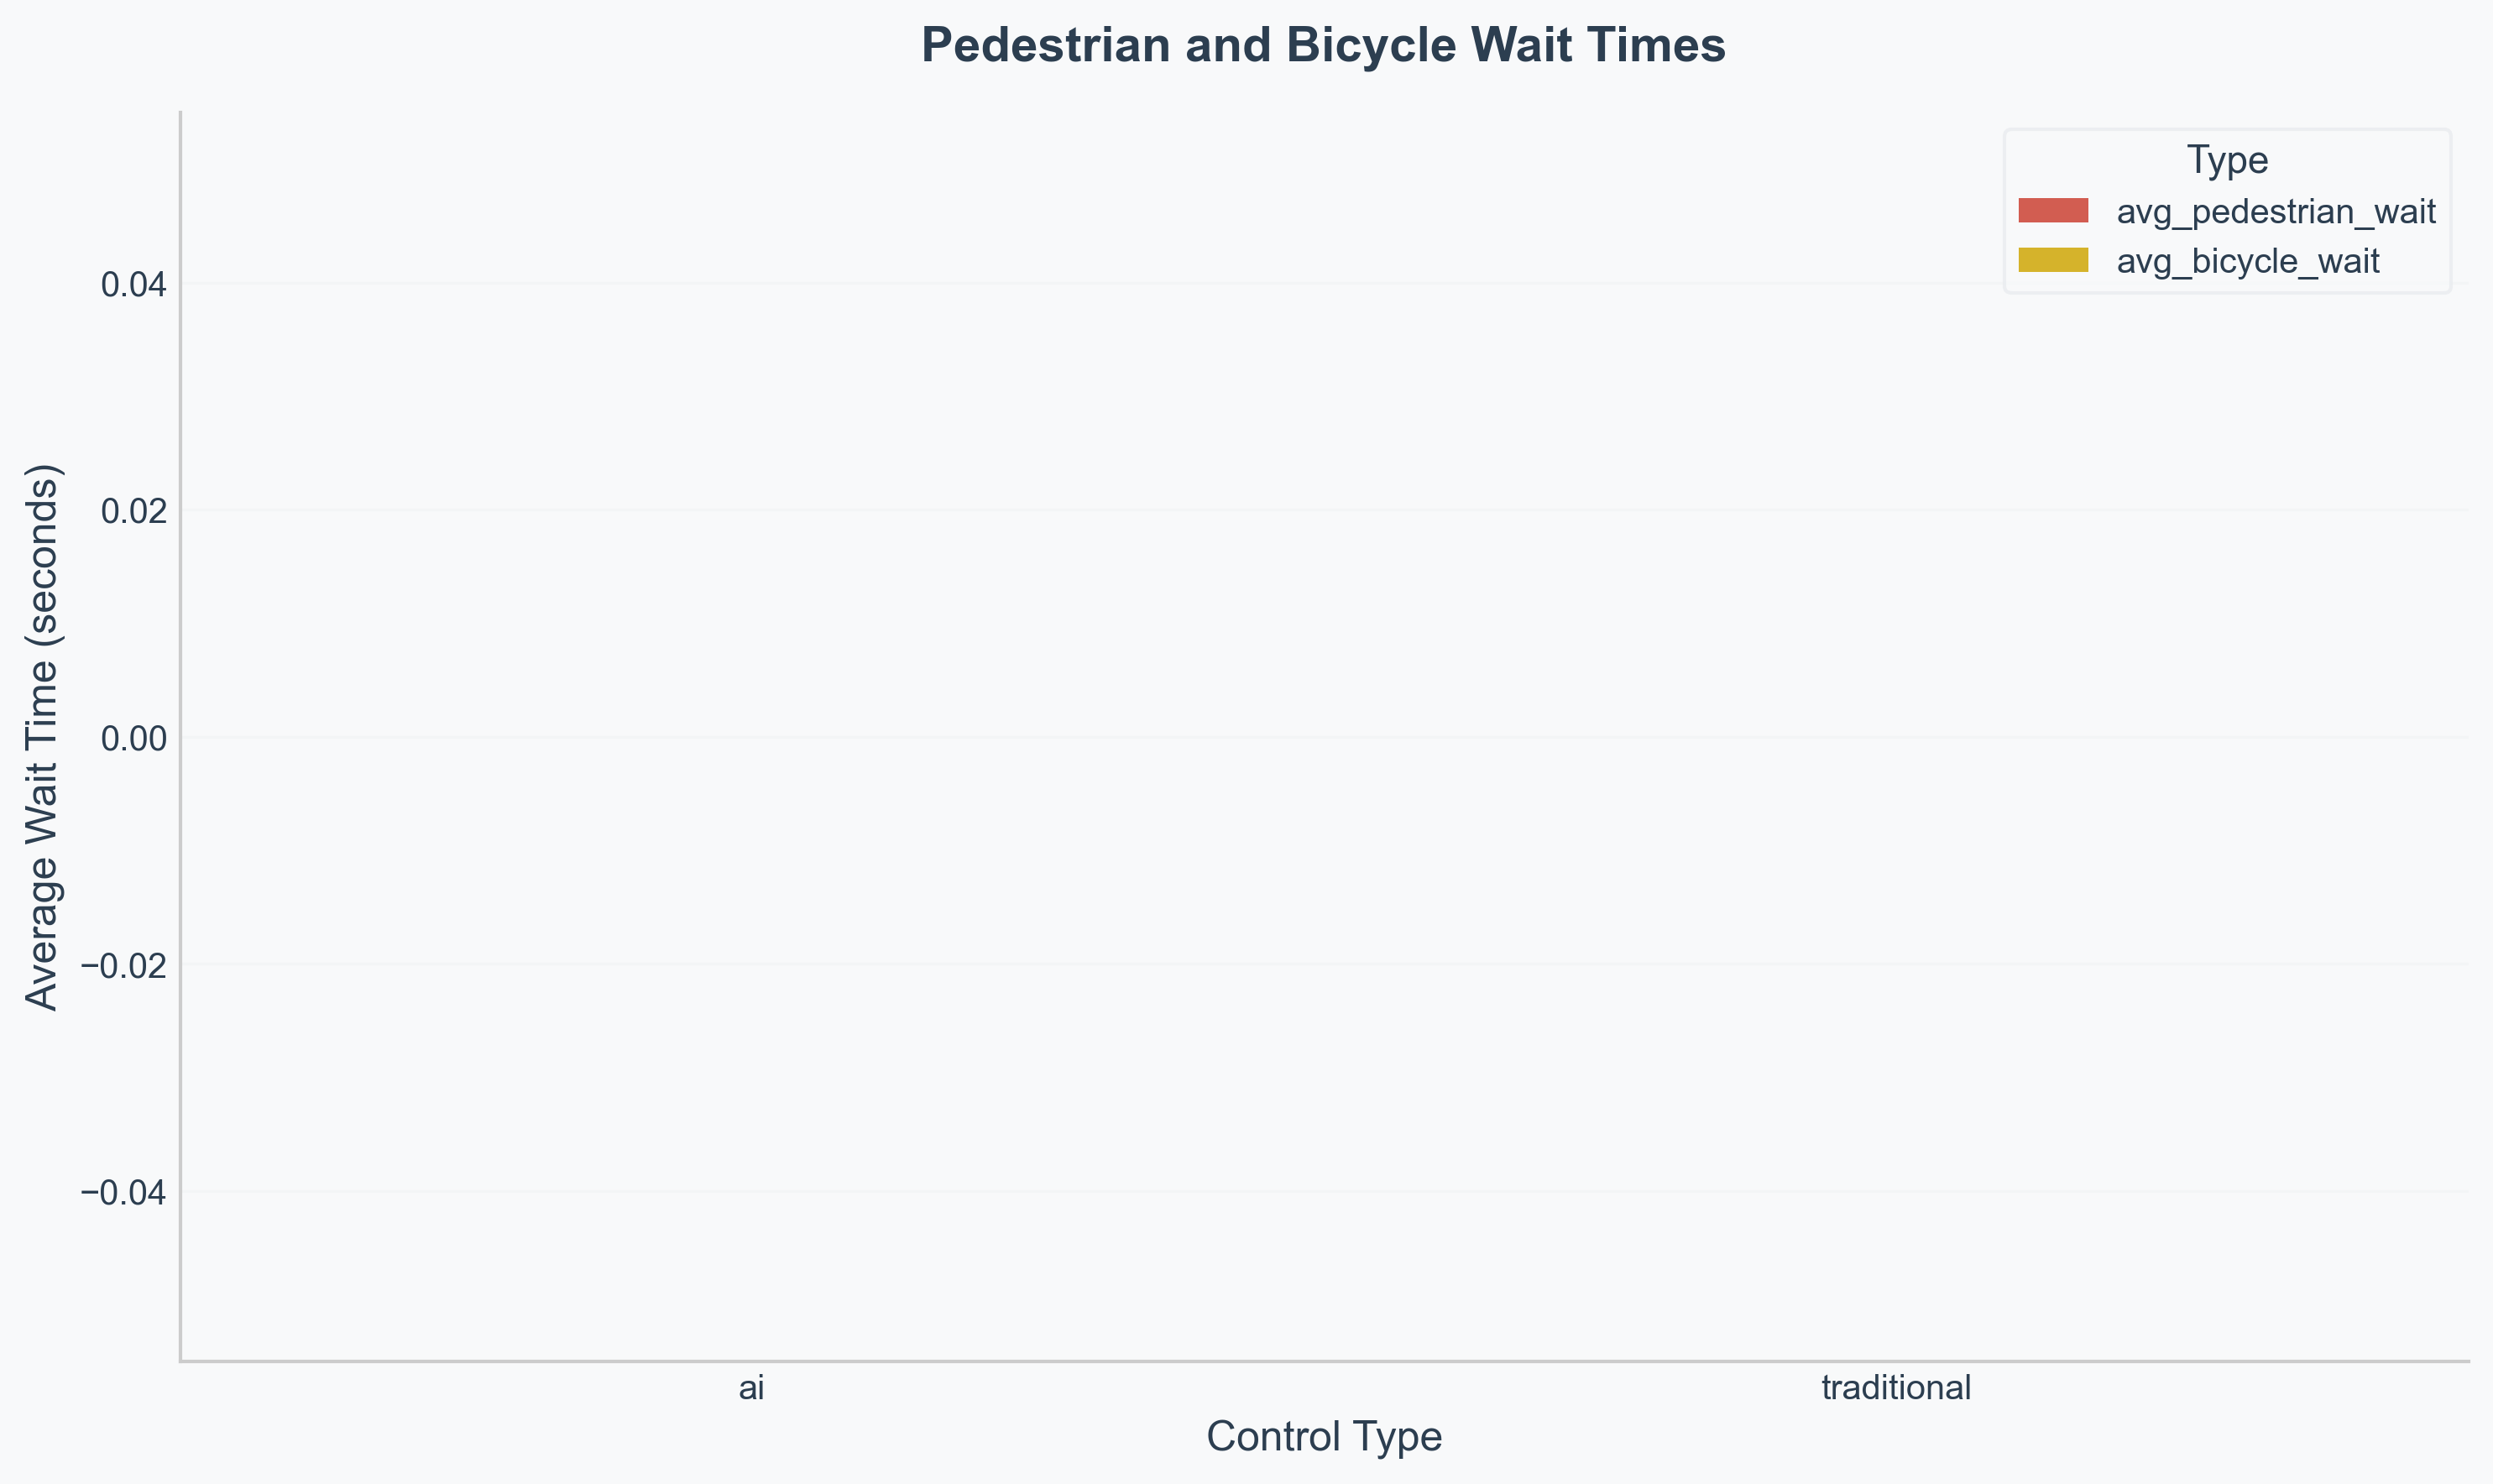 Pedestrian and Bicycle Wait Times
Type
avg_pedestrian_wait
avg_bicycle_wait
Average Wait Time (seconds)
0.04
0.02
0.00
−0.02
−0.04
ai
traditional
Control Type